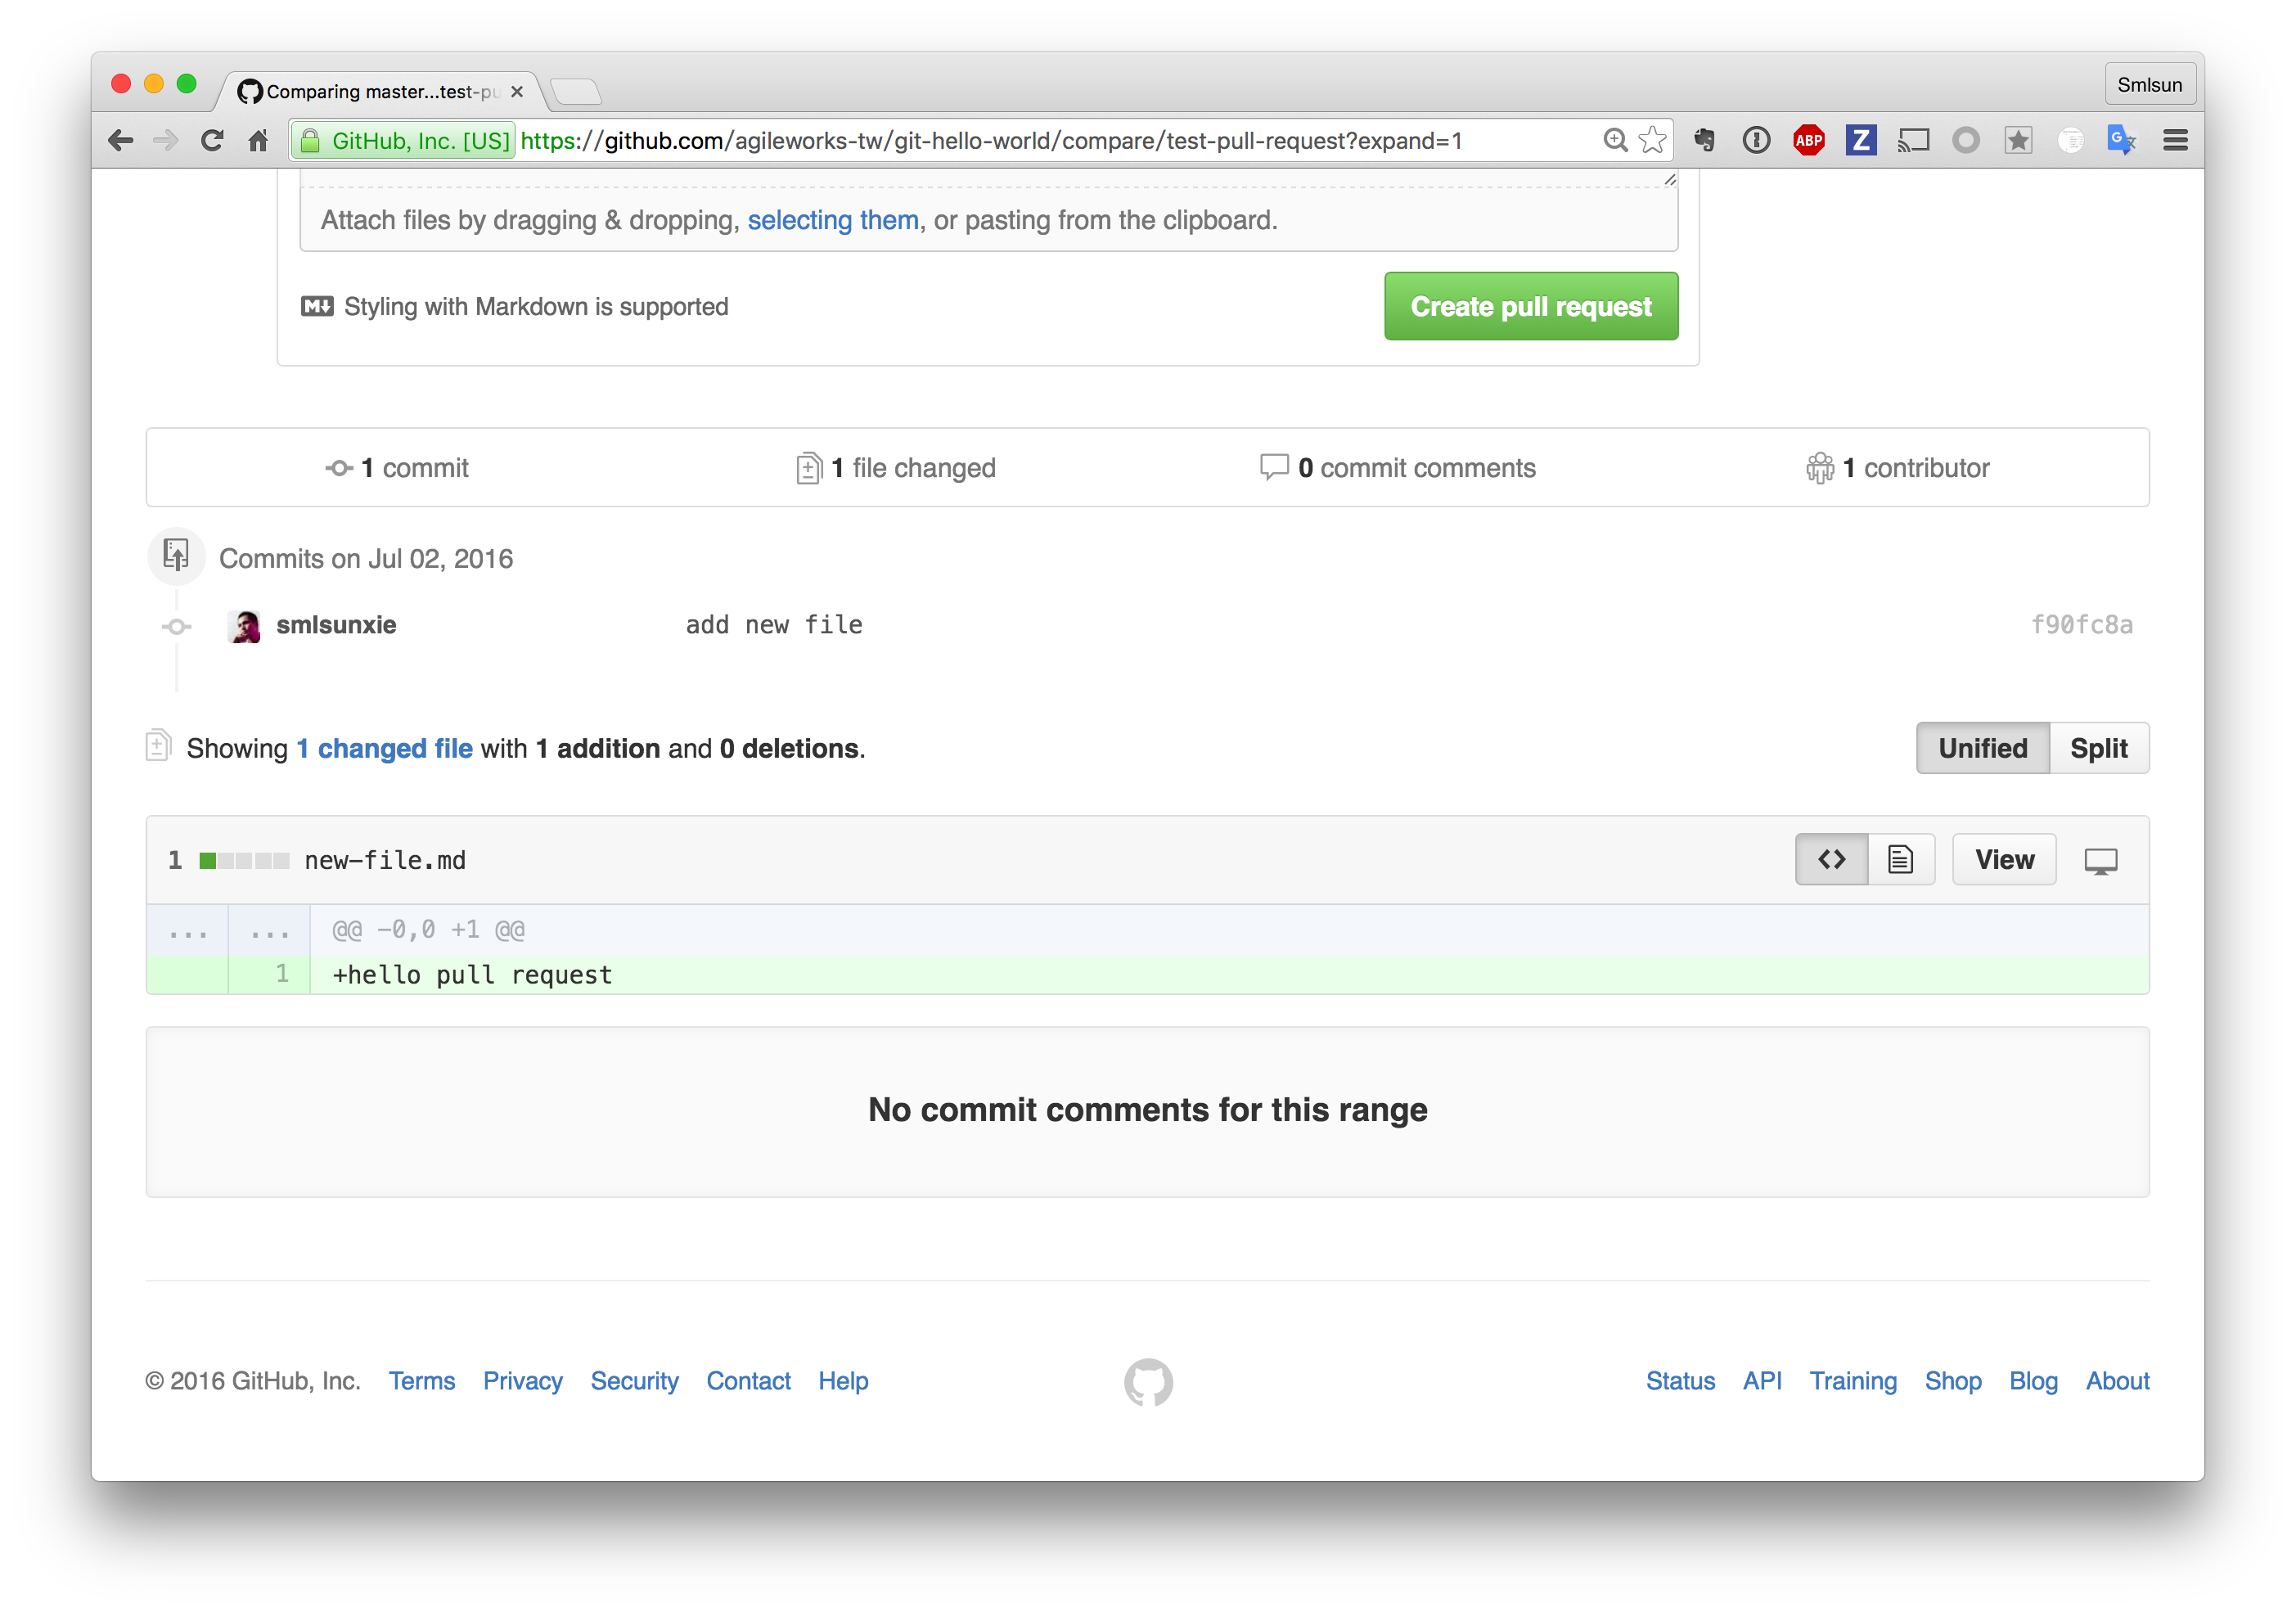 Comparing master...test-pu
Smlsun
GitHub, Inc. [US] https://github.com/agileworks-tw/git-hello-world/compare/test-pull-request?expand=1
ABP
Z
Attach files by dragging & dropping, selecting them, or pasting from the clipboard.
Styling with Markdown is supported
Create pull request
1 commit
1 file changed
0 commit comments
1 contributor
Commits on Jul 02, 2016
smlsunxie
add new file
f90fc8a
Showing 1 changed file with 1 addition and 0 deletions.
Unified
Split
1
new-file.md
<>
View
...
...
@@ -0,0 +1 @@
1
+hello pull request
No commit comments for this range
© 2016 GitHub, Inc.
Terms
Privacy
Security
Contact
Help
Status
API
Training
Shop
Blog
About